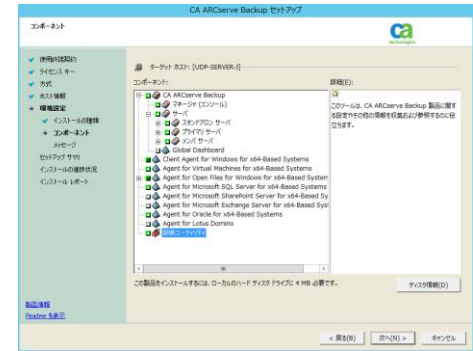 CA ARCserve Backup セットアップ
コンポーネント
ca
technologies
使用許諾契約
ライセンス キー
方式
ホスト情報
環境設定
インストールの種類
コンポーネント
メッセージ
セットアップ サマリ
インストールの進捗状況
インストール レポート
製品情報
Readme を表示
ターゲット ホスト: [UDP-SERVER-J]
コンポーネント:
CA ARCserve Backup
マネージャ (コンソール)
サーバ
スタンドアロン サーバ
プライマリ サーバ
メンバ サーバ
Global Dashboard
Client Agent for Windows for x64-Based Systems
Agent for Virtual Machines for x64-Based Systems
Agent for Open Files for Windows for x64-Based System
Agent for Microsoft SQL Server for x64-Based Systems
Agent for Microsoft SharePoint Server for x64-Based Sy
Agent for Microsoft Exchange Server for x64-Based Syst
Agent for Oracle for x64-Based Systems
Agent for Lotus Domino
診断ユーティリティ
詳細(E):
このツールは、CA ARCserve Backup 製品に関する設定やその他の情報を収集および参照するのに役立ちます。
この製品をインストールするには、ローカルのハード ディスク ドライブに 4 MB 必要です。
ディスク情報(D)
< 戻る(B)
次へ(N) >
キャンセル